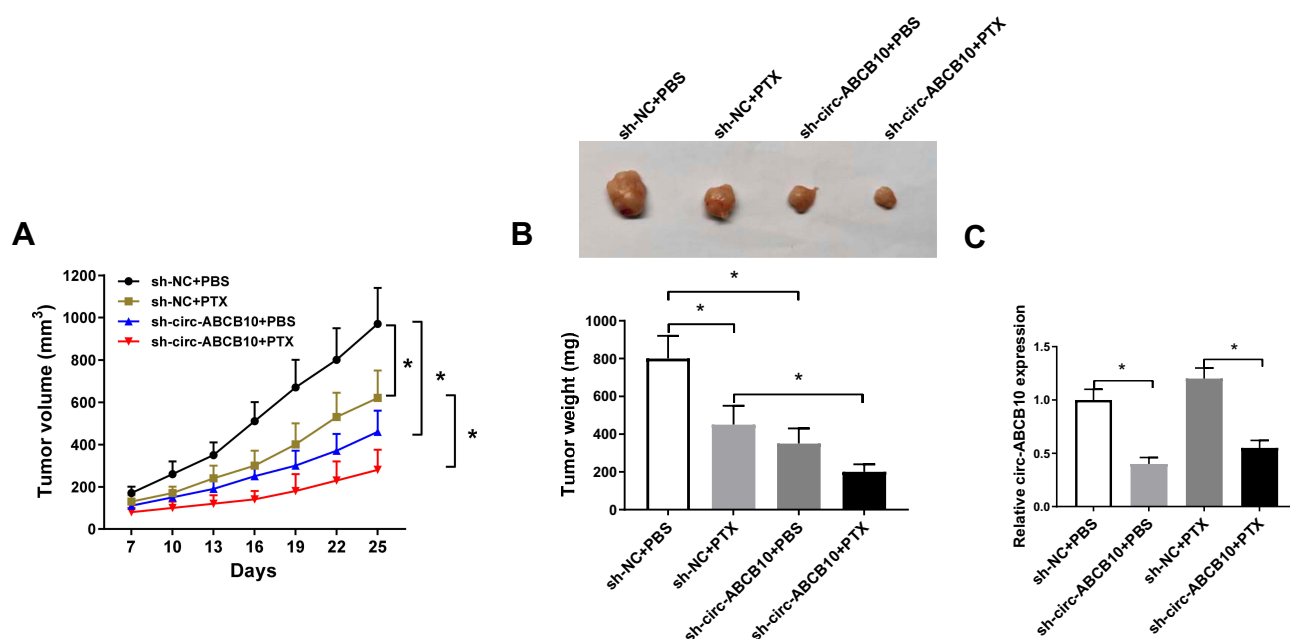 A
sh-NC+PBS
sh-NC+PTX
sh-circ-ABCB10+PBS
sh-circ-ABCB10+PTX
Tumor volume (mm³)
1200
1000
800
600
400
200
0
7 10 13 16 19 22 25
Days
*
*
*
B
sh-NC+PBS
sh-NC+PTX
sh-circ-ABCB10+PBS
sh-circ-ABCB10+PTX
Tumor weight (mg)
1000
800
600
400
200
0
*
*
*
sh-NC+PBS
sh-NC+PTX
sh-circ-ABCB10+PBS
sh-circ-ABCB10+PTX
C
Relative circ-ABCB10 expression
1.5
1.0
0.5
0.0
*
*
sh-NC+PBS
sh-circ-ABCB10+PBS
sh-NC+PTX
sh-circ-ABCB10+PTX